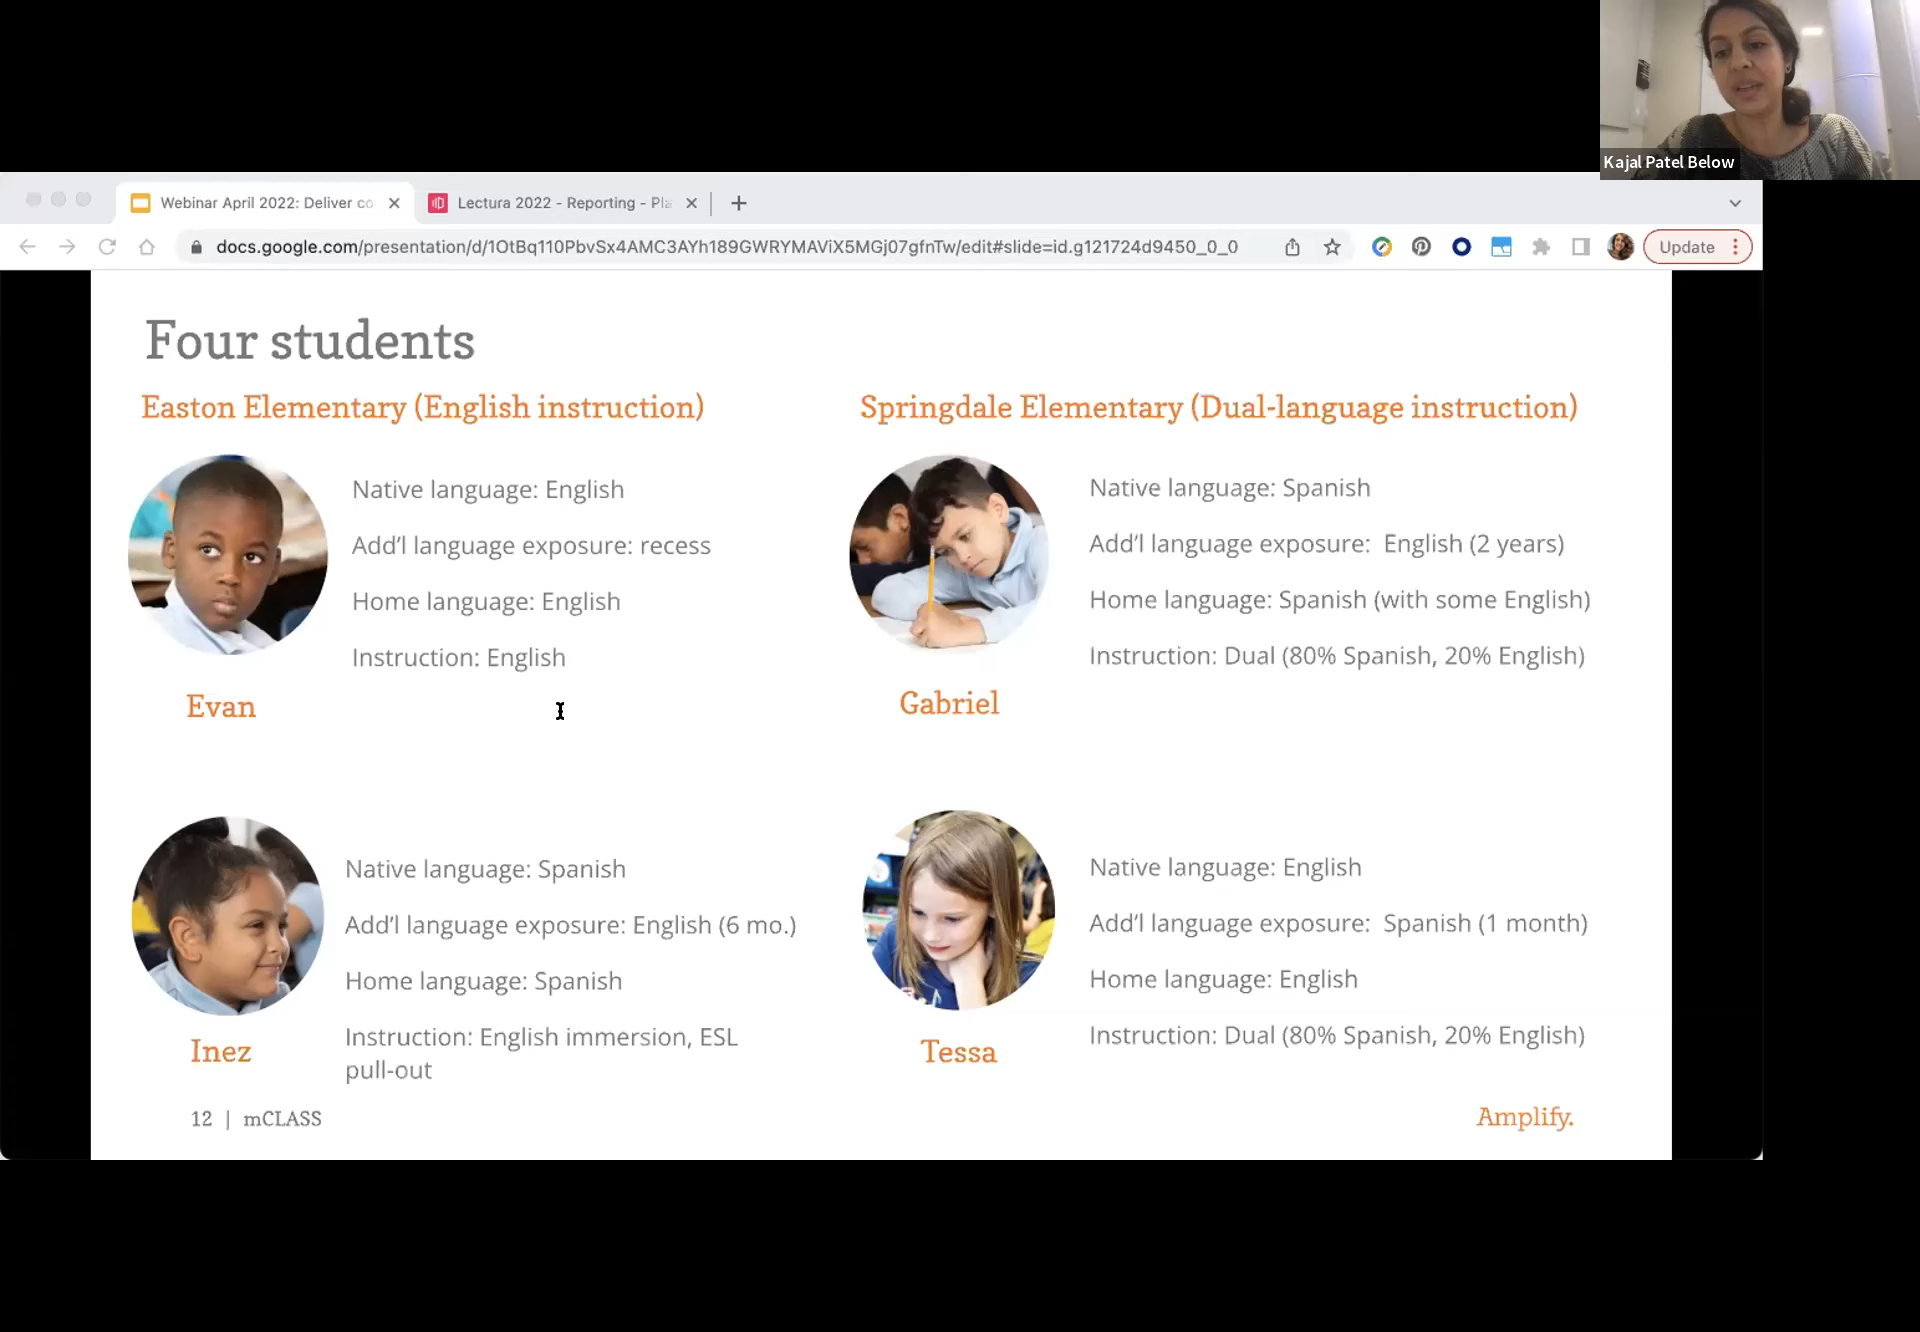 Kajal Patel Below
Webinar April 2022: Deliver co
Lectura 2022 - Reporting - Pla
docs.google.com/presentation/d/1OtBq110PbvSx4AMC3AYh189GWRYMAViX5MGj07gfnTw/edit#slide=id.g121724d9450_0_0
Update
Four students
Easton Elementary (English instruction)
Native language: English
Add'l language exposure: recess
Home language: English
Instruction: English
Evan
Native language: Spanish
Add'l language exposure: English (6 mo.)
Home language: Spanish
Instruction: English immersion, ESL
pull-out
Inez
Springdale Elementary (Dual-language instruction)
Native language: Spanish
Add'l language exposure: English (2 years)
Home language: Spanish (with some English)
Instruction: Dual (80% Spanish, 20% English)
Gabriel
Native language: English
Add'l language exposure: Spanish (1 month)
Home language: English
Instruction: Dual (80% Spanish, 20% English)
Tessa
12 | mCLASS
Amplify.